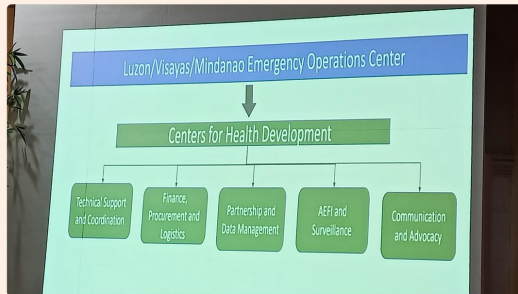 Luzon/Visayas/Mindanao Emergency Operations Center
Centers for Health Development
Technical Support
and Coordination
Finance,
Procurement and
Logistics
Partnership and
Data Management
AEFI and
Surveillance
Communication
and Advocacy